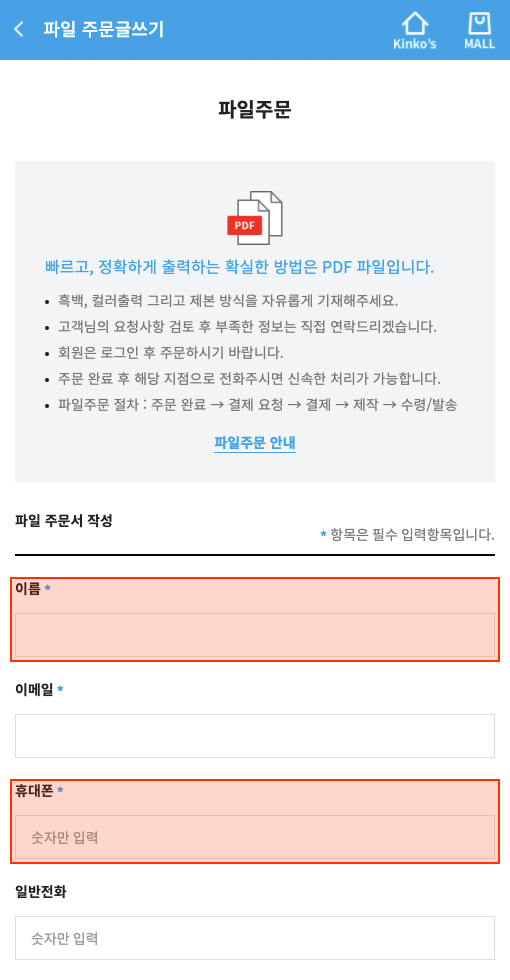 파일 주문글쓰기
Kinko's
MALL
파일주문
PDF
빠르고, 정확하게 출력하는 확실한 방법은 PDF 파일입니다.
• 흑백, 컬러출력 그리고 제본 방식을 자유롭게 기재해주세요.
• 고객님의 요청사항 검토 후 부족한 정보는 직접 연락드리겠습니다.
• 회원은 로그인 후 주문하시기 바랍니다.
• 주문 완료 후 해당 지점으로 전화주시면 신속한 처리가 가능합니다.
• 파일주문 절차 : 주문 완료 → 결제 요청 → 결제 → 제작 → 수령/발송
파일주문 안내
파일 주문서 작성
* 항목은 필수 입력항목입니다.
이름 *
이메일 *
휴대폰 *
숫자만 입력
일반전화
숫자만 입력